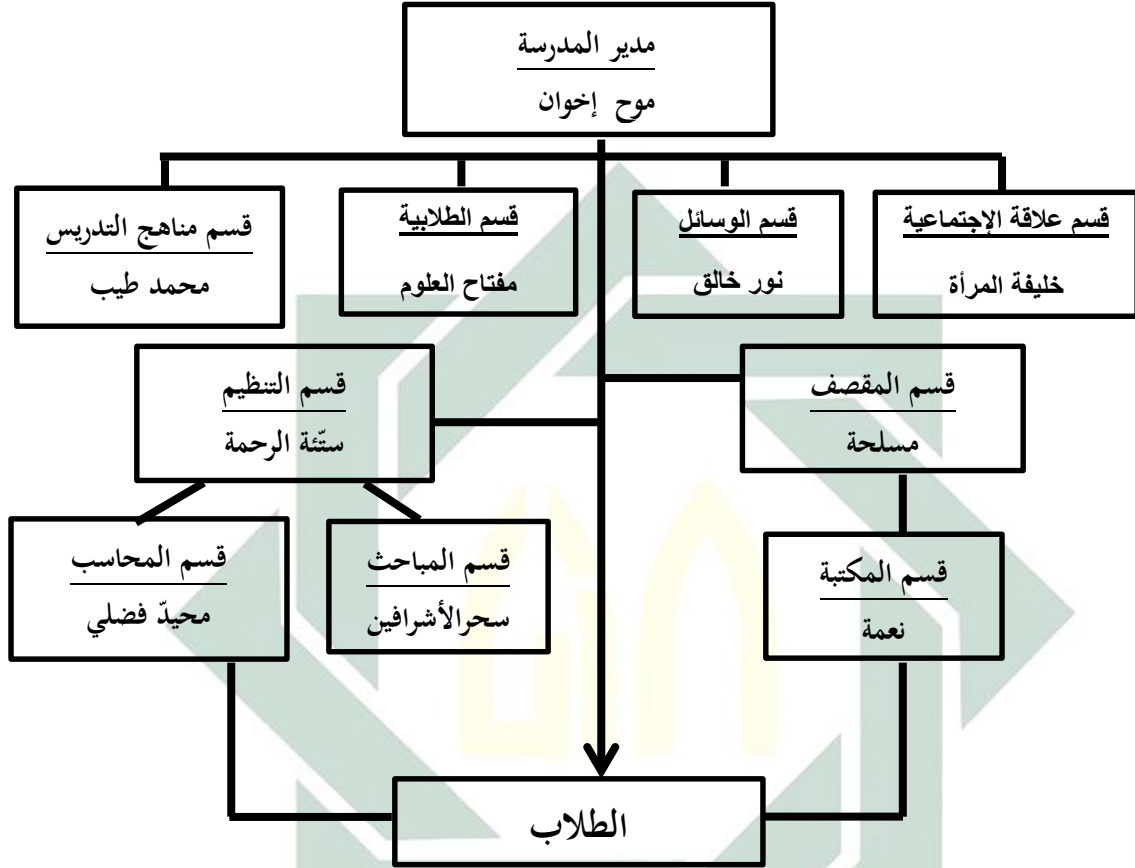 مدير المدرسة
موح إخوان
قسم علاقة الإجتماعية
خليفة المرأة
قسم الوسائل
نور خالق
قسم الطلابية
مفتاح العلوم
قسم مناهج التدريس
محمد طيب
قسم المقصف
مسلحة
قسم التنظيم
ستّئة الرحمة
قسم المكتبة
نعمة
قسم المباحث
سحرالأشرافين
قسم المحاسب
محيدّ فضلي
الطلاب